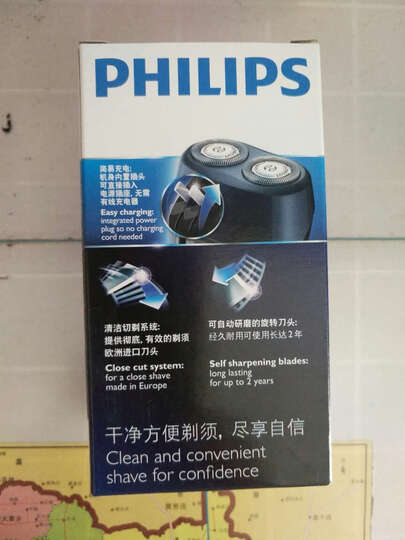 PHILIPS
简易充电:
机身内置插头
可直接插入
电源插座, 无需
有线充电器
Easy charging:
integrated power
plug so no charging
cord needed
清洁切剃系统:
提供彻底, 有效的剃须
欧洲进口刀头
Close cut system:
for a close shave
made in Europe
可自动研磨的旋转刀头:
经久耐用可使用长达2年
Self sharpening blades:
long lasting
for up to 2 years
干净方便剃须, 尽享自信
Clean and convenient
shave for confidence